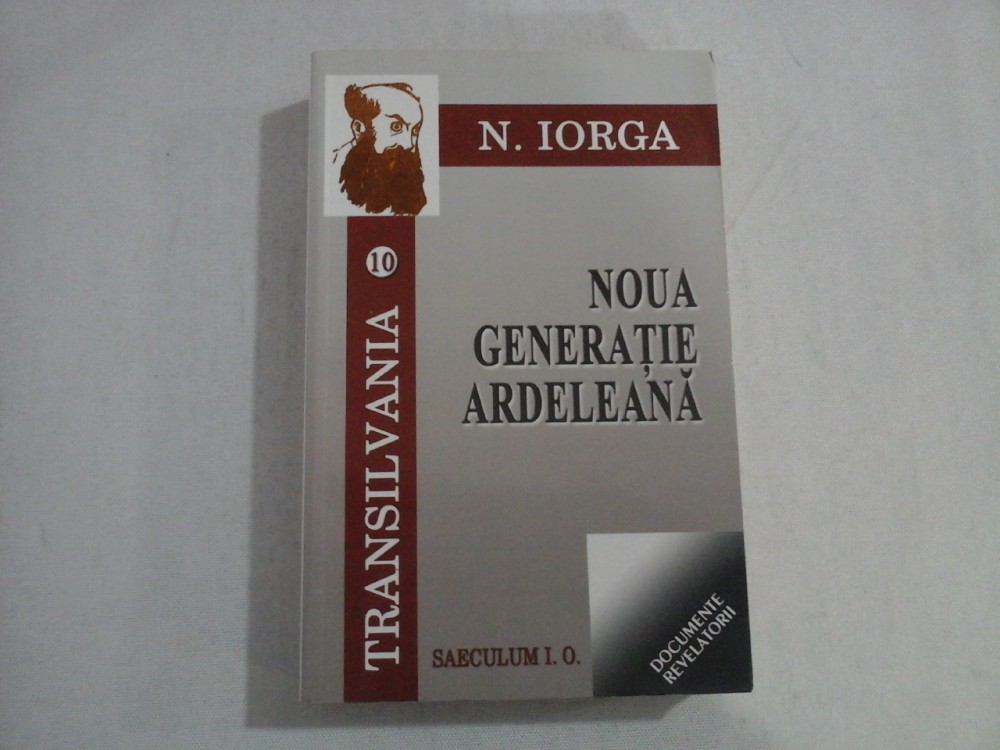 N. IORGA
TRANSILVANIA 10
NOUA
GENERAȚIE
ARDELEANĂ
SAECULUM I. O.
DOCUMENTE
REVELATORII